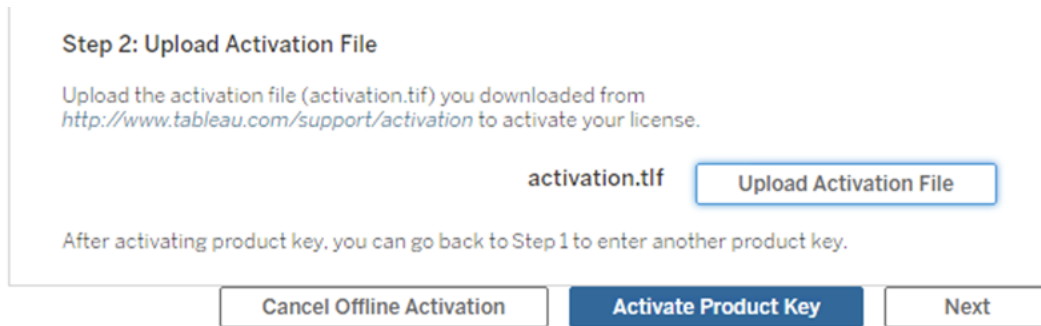 Step 2: Upload Activation File
Upload the activation file (activation.tif) you downloaded from
http://www.tableau.com/support/activation to activate your license.
activation.tlf Upload Activation File
After activating product key, you can go back to Step 1 to enter another product key.
Cancel Offline Activation Activate Product Key Next